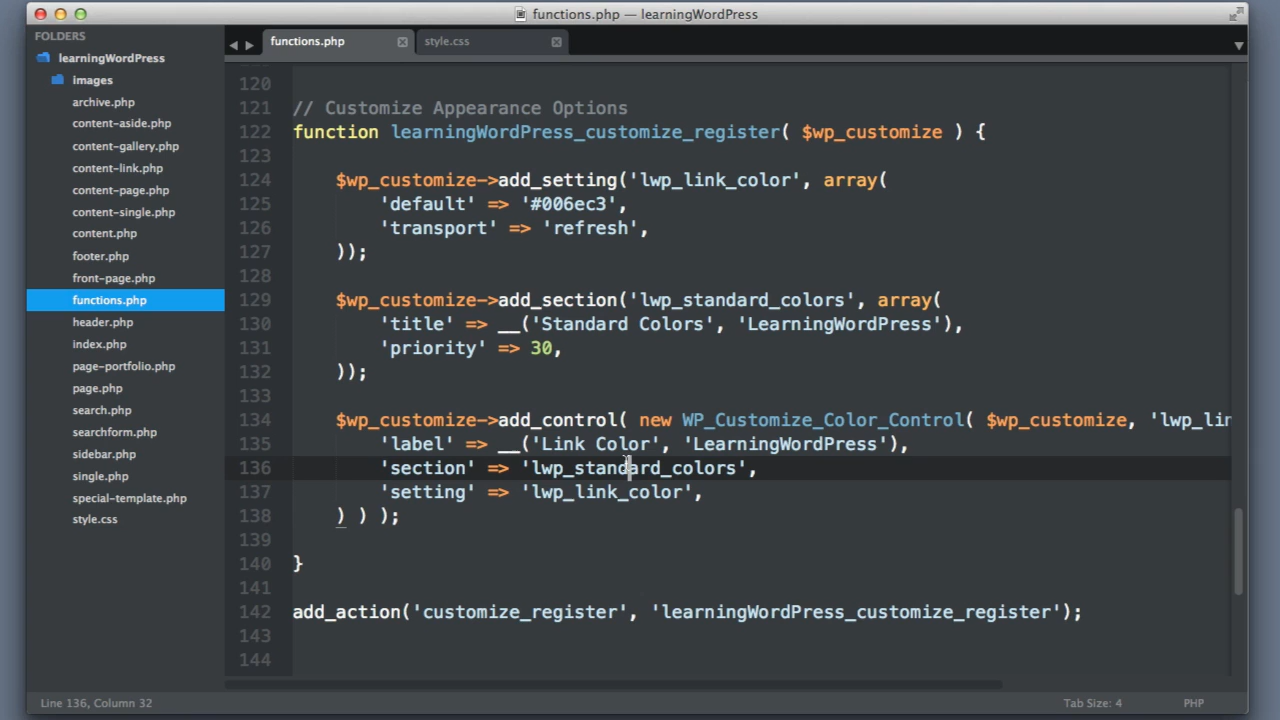 functions.php — learningWordPress
FOLDERS
learningWordPress
images
archive.php
content-aside.php
content-gallery.php
content-link.php
content-page.php
content-single.php
content.php
footer.php
front-page.php
functions.php
header.php
index.php
page-portfolio.php
page.php
search.php
searchform.php
sidebar.php
single.php
special-template.php
style.css
functions.php style.css
120
121 // Customize Appearance Options
122 function learningWordPress_customize_register( $wp_customize ) {
123
124 $wp_customize->add_setting('lwp_link_color', array(
125 'default' => '#006ec3',
126 'transport' => 'refresh',
127 ));
128
129 $wp_customize->add_section('lwp_standard_colors', array(
130 'title' => __('Standard Colors', 'LearningWordPress'),
131 'priority' => 30,
132 ));
133
134 $wp_customize->add_control( new WP_Customize_Color_Control( $wp_customize, 'lwp_lin
135 'label' => __('Link Color', 'LearningWordPress'),
136 'section' => 'lwp_standard_colors',
137 'setting' => 'lwp_link_color',
138 ) ) );
139
140 }
141
142 add_action('customize_register', 'learningWordPress_customize_register');
143
144
Line 136, Column 32 Tab Size: 4 PHP